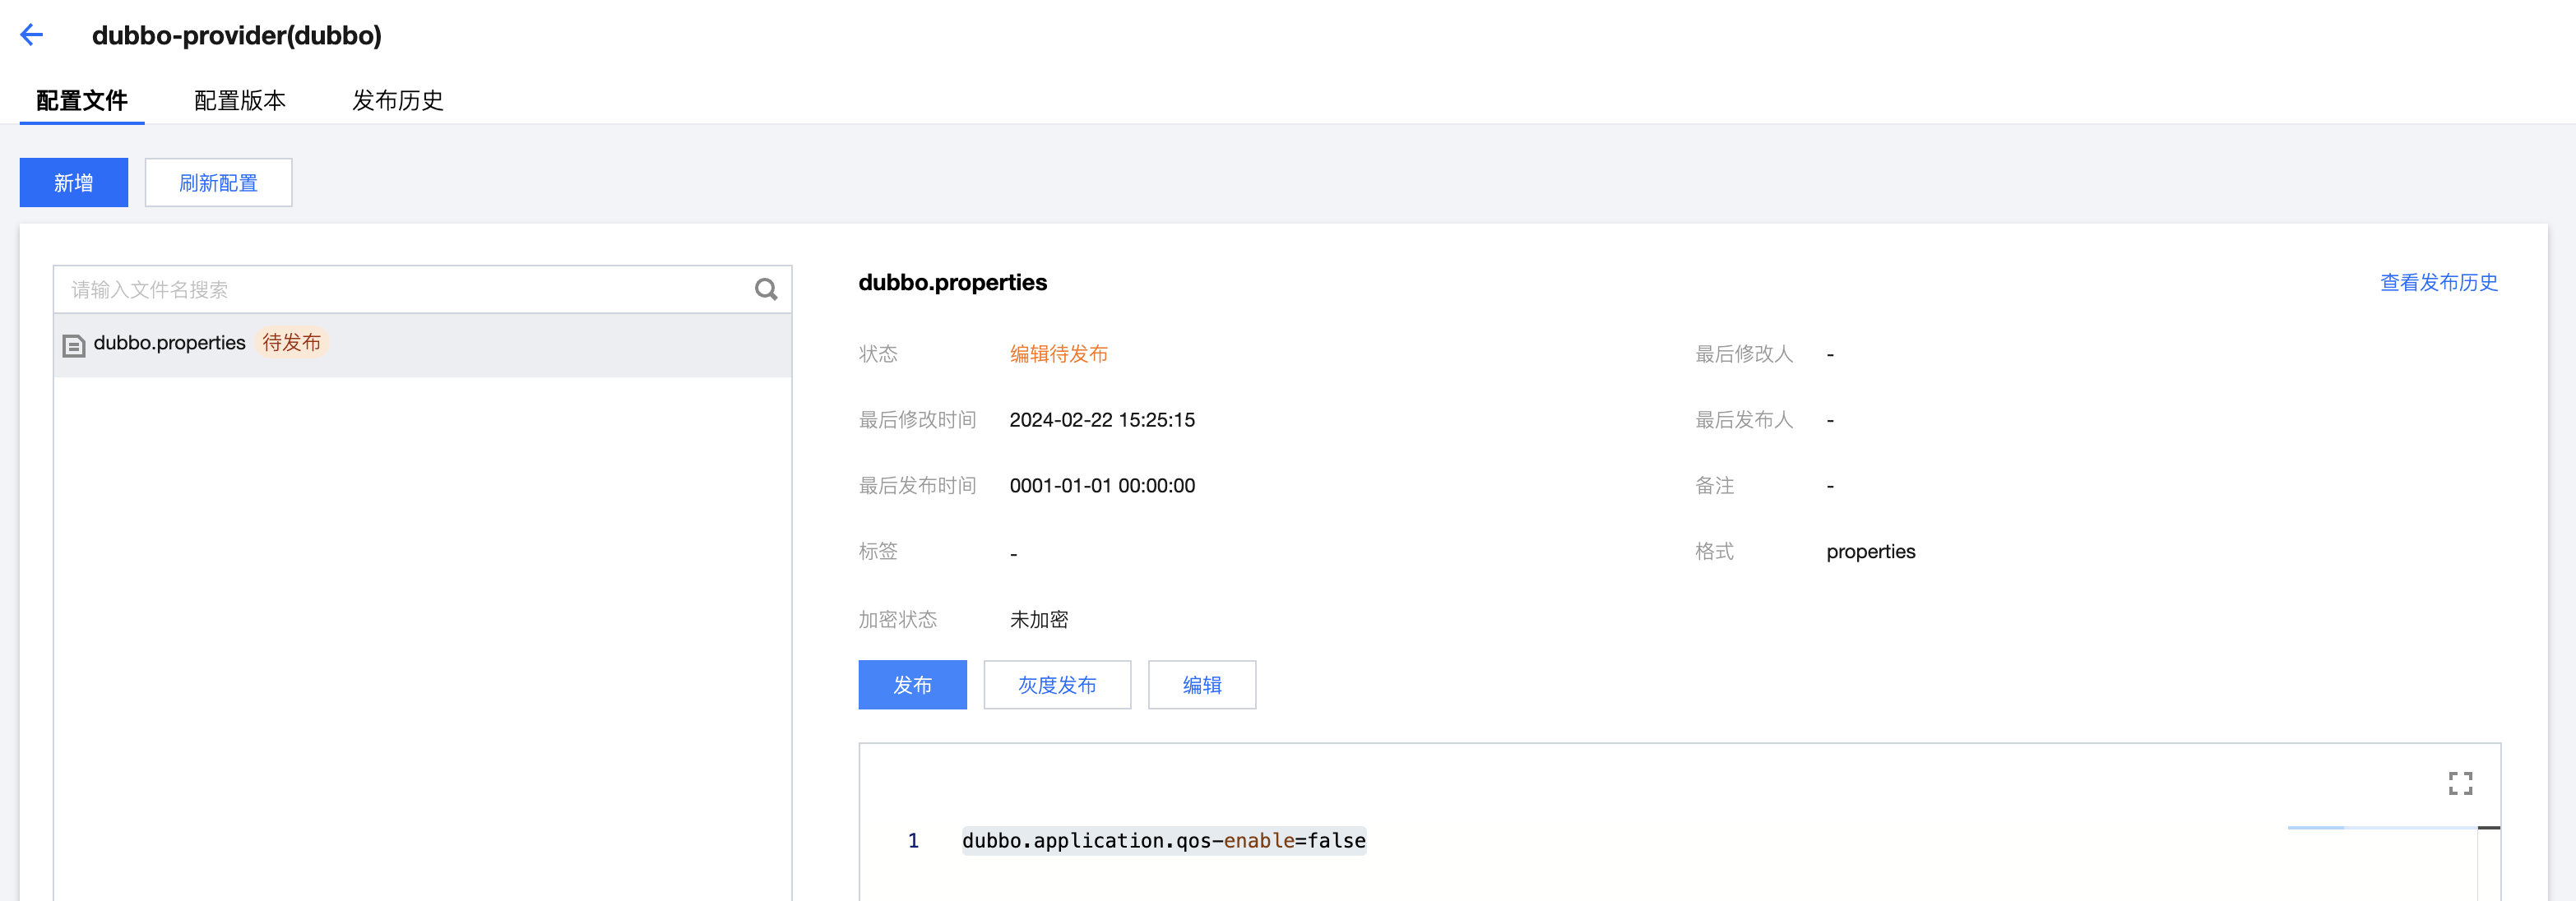 dubbo-provider(dubbo)
配置文件 配置版本 发布历史
新增 刷新配置
请输入文件名搜索
dubbo.properties 待发布
dubbo.properties 查看发布历史
状态 编辑待发布 最后修改人 -
最后修改时间 2024-02-22 15:25:15 最后发布人 -
最后发布时间 0001-01-01 00:00:00 备注 -
标签 - 格式 properties
加密状态 未加密
发布 灰度发布 编辑
1 dubbo.application.qos-enable=false